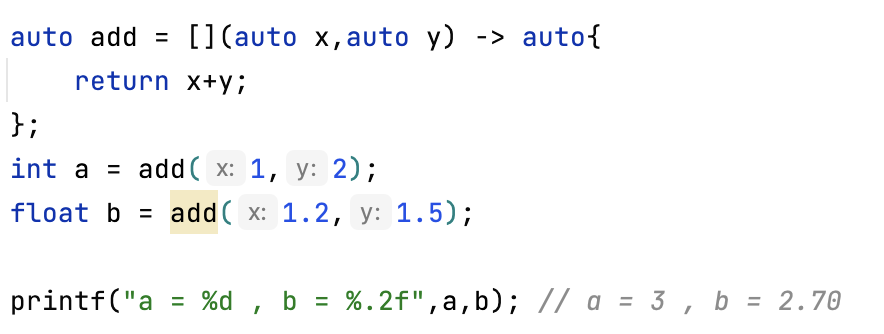 auto add = [](auto x,auto y) -> auto{
    return x+y;
};
int a = add( x: 1, y: 2);
float b = add( x: 1.2, y: 1.5);

printf("a = %d , b = %.2f",a,b); // a = 3 , b = 2.70